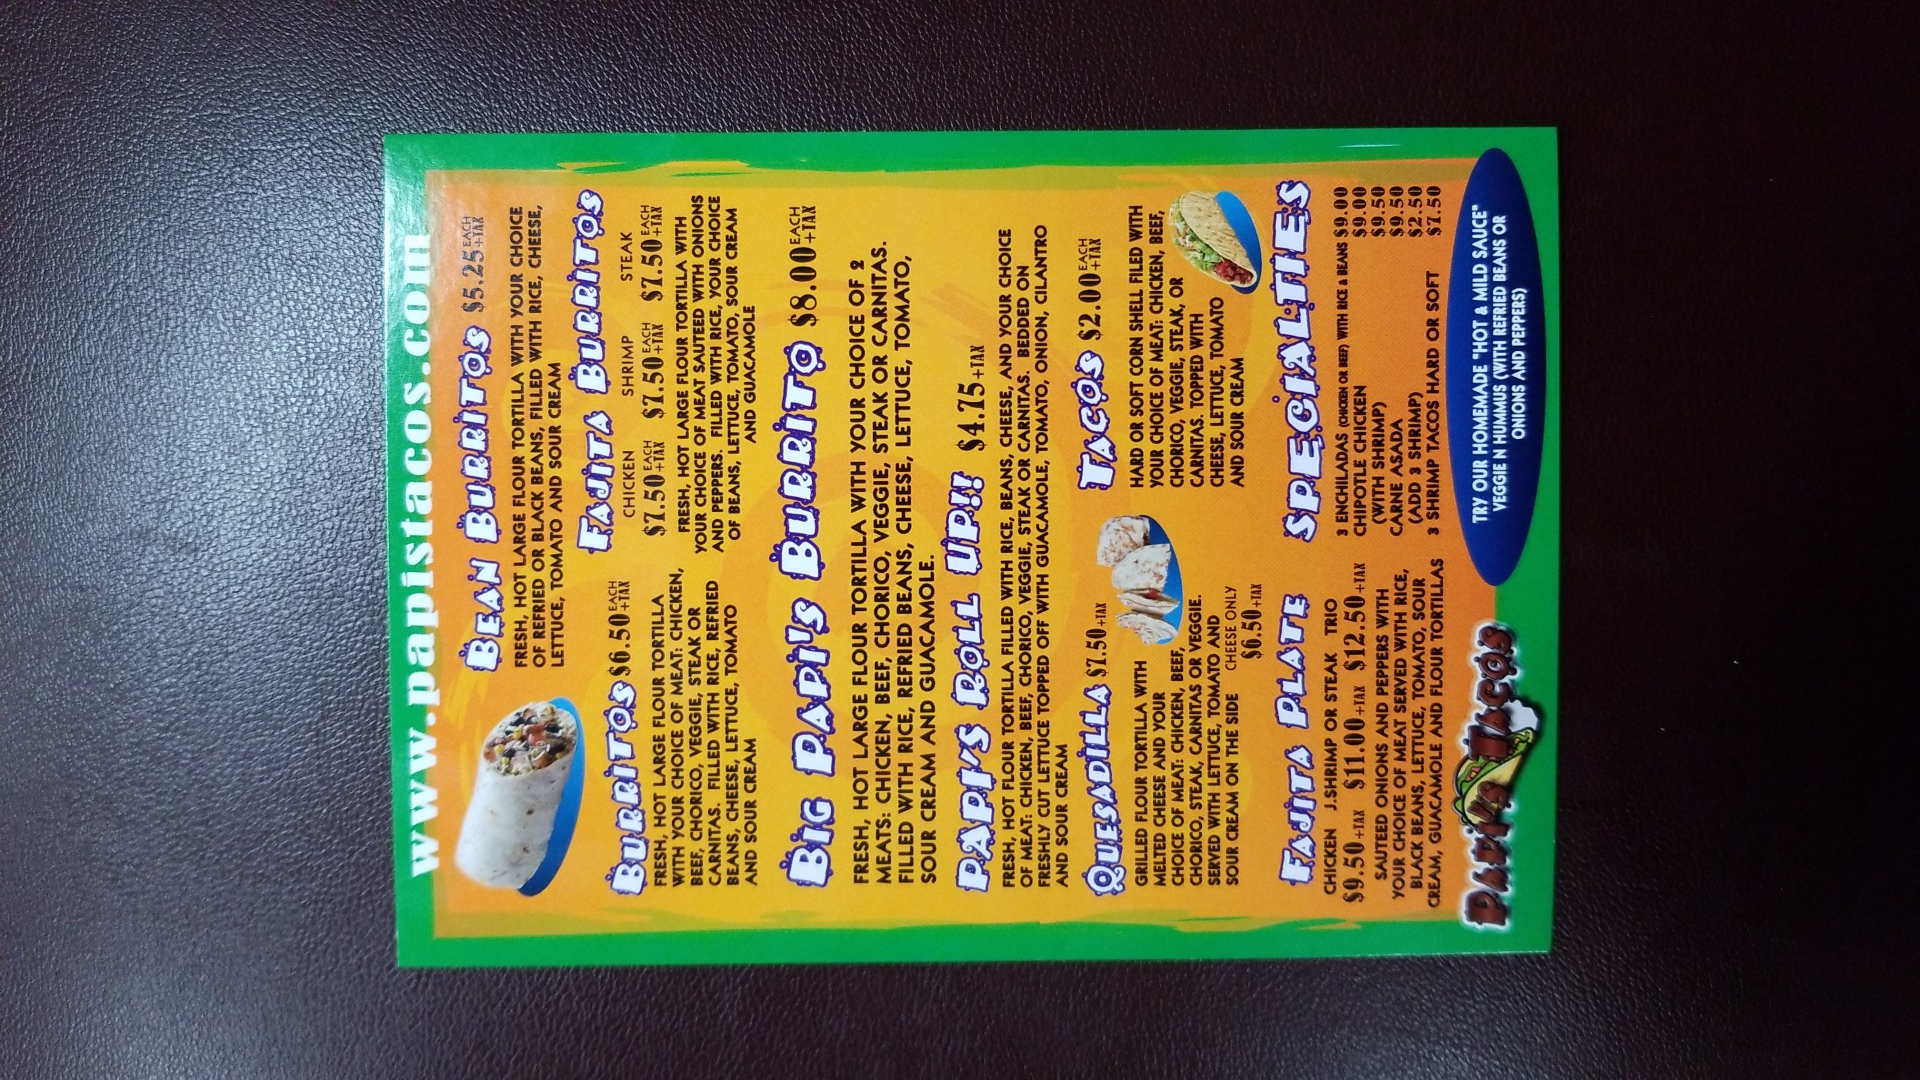 www.papistacos.com
BEAN BURRITOS $5.25 EACH +TAX
FRESH, HOT LARGE FLOUR TORTILLA WITH YOUR CHOICE
OF REFRIED OR BLACK BEANS, FILLED WITH RICE, CHEESE,
LETTUCE, TOMATO AND SOUR CREAM
BURRITOS $6.50 EACH +TAX
FRESH, HOT LARGE FLOUR TORTILLA
WITH YOUR CHOICE OF MEAT: CHICKEN,
BEEF, CHORICO, VEGGIE, STEAK OR
CARNITAS. FILLED WITH RICE, REFRIED
BEANS, CHEESE, LETTUCE, TOMATO
AND SOUR CREAM
FAJITA BURRITOS
CHICKEN SHRIMP STEAK
$7.50 EACH +TAX $7.50 EACH +TAX $7.50 EACH +TAX
FRESH, HOT LARGE FLOUR TORTILLA WITH
YOUR CHOICE OF MEAT SAUTEED WITH ONIONS
AND PEPPERS. FILLED WITH RICE, YOUR CHOICE
OF BEANS, LETTUCE, TOMATO, SOUR CREAM
AND GUACAMOLE
BIG PAPI'S BURRITO $8.00 EACH +TAX
FRESH, HOT LARGE FLOUR TORTILLA WITH YOUR CHOICE OF 2
MEATS: CHICKEN, BEEF, CHORICO, VEGGIE, STEAK OR CARNITAS.
FILLED WITH RICE, REFRIED BEANS, CHEESE, LETTUCE, TOMATO,
SOUR CREAM AND GUACAMOLE.
PAPI'S ROLL UP!! $4.75 +TAX
FRESH, HOT FLOUR TORTILLA FILLED WITH RICE, BEANS, CHEESE, AND YOUR CHOICE
OF MEAT: CHICKEN, BEEF, CHORICO, VEGGIE, STEAK OR CARNITAS. BEDDED ON
FRESHLY CUT LETTUCE TOPPED OFF WITH GUACAMOLE, TOMATO, ONION, CILANTRO
AND SOUR CREAM
QUESADILLA $7.50 +TAX
GRILLED FLOUR TORTILLA WITH
MELTED CHEESE AND YOUR
CHOICE OF MEAT: CHICKEN, BEEF,
CHORICO, STEAK, CARNITAS OR VEGGIE.
SERVED WITH LETTUCE, TOMATO AND
SOUR CREAM ON THE SIDE
CHEESE ONLY
$6.50 +TAX
TACOS $2.00 EACH +TAX
HARD OR SOFT CORN SHELL FILED WITH
YOUR CHOICE OF MEAT: CHICKEN, BEEF,
CHORICO, VEGGIE, STEAK, OR
CARNITAS. TOPPED WITH
CHEESE, LETTUCE, TOMATO
AND SOUR CREAM
FAJITA PLATE
CHICKEN J.SHRIMP OR STEAK TRIO
$9.50 +TAX $11.00 +TAX $12.50 +TAX
SAUTEED ONIONS AND PEPPERS WITH
YOUR CHOICE OF MEAT SERVED WITH RICE,
BLACK BEANS, LETTUCE, TOMATO, SOUR
CREAM, GUACAMOLE AND FLOUR TORTILLAS
SPECIALTIES
3 ENCHILADAS (CHICKEN OR BEEF) WITH RICE & BEANS $9.00
CHIPOTLE CHICKEN $9.00
(WITH SHRIMP) $9.50
CARNE ASADA $9.50
(ADD 3 SHRIMP) $2.50
3 SHRIMP TACOS HARD OR SOFT $7.50
PAPI'S TACOS
TRY OUR HOMEMADE "HOT & MILD SAUCE"
VEGGIE N HUMMUS (WITH REFRIED BEANS OR
ONIONS AND PEPPERS)